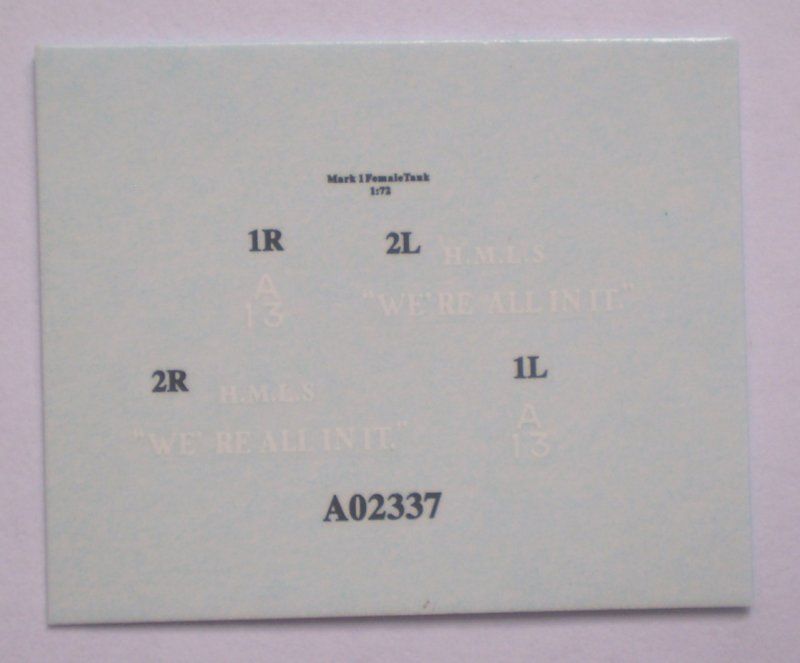 Mark 1 Female Tank
1:72
1R
2L
H.M.L.S
"WE'RE ALL IN IT."
A
13
2R
H.M.L.S
"WE' RE ALL IN IT."
1L
A
13
A02337